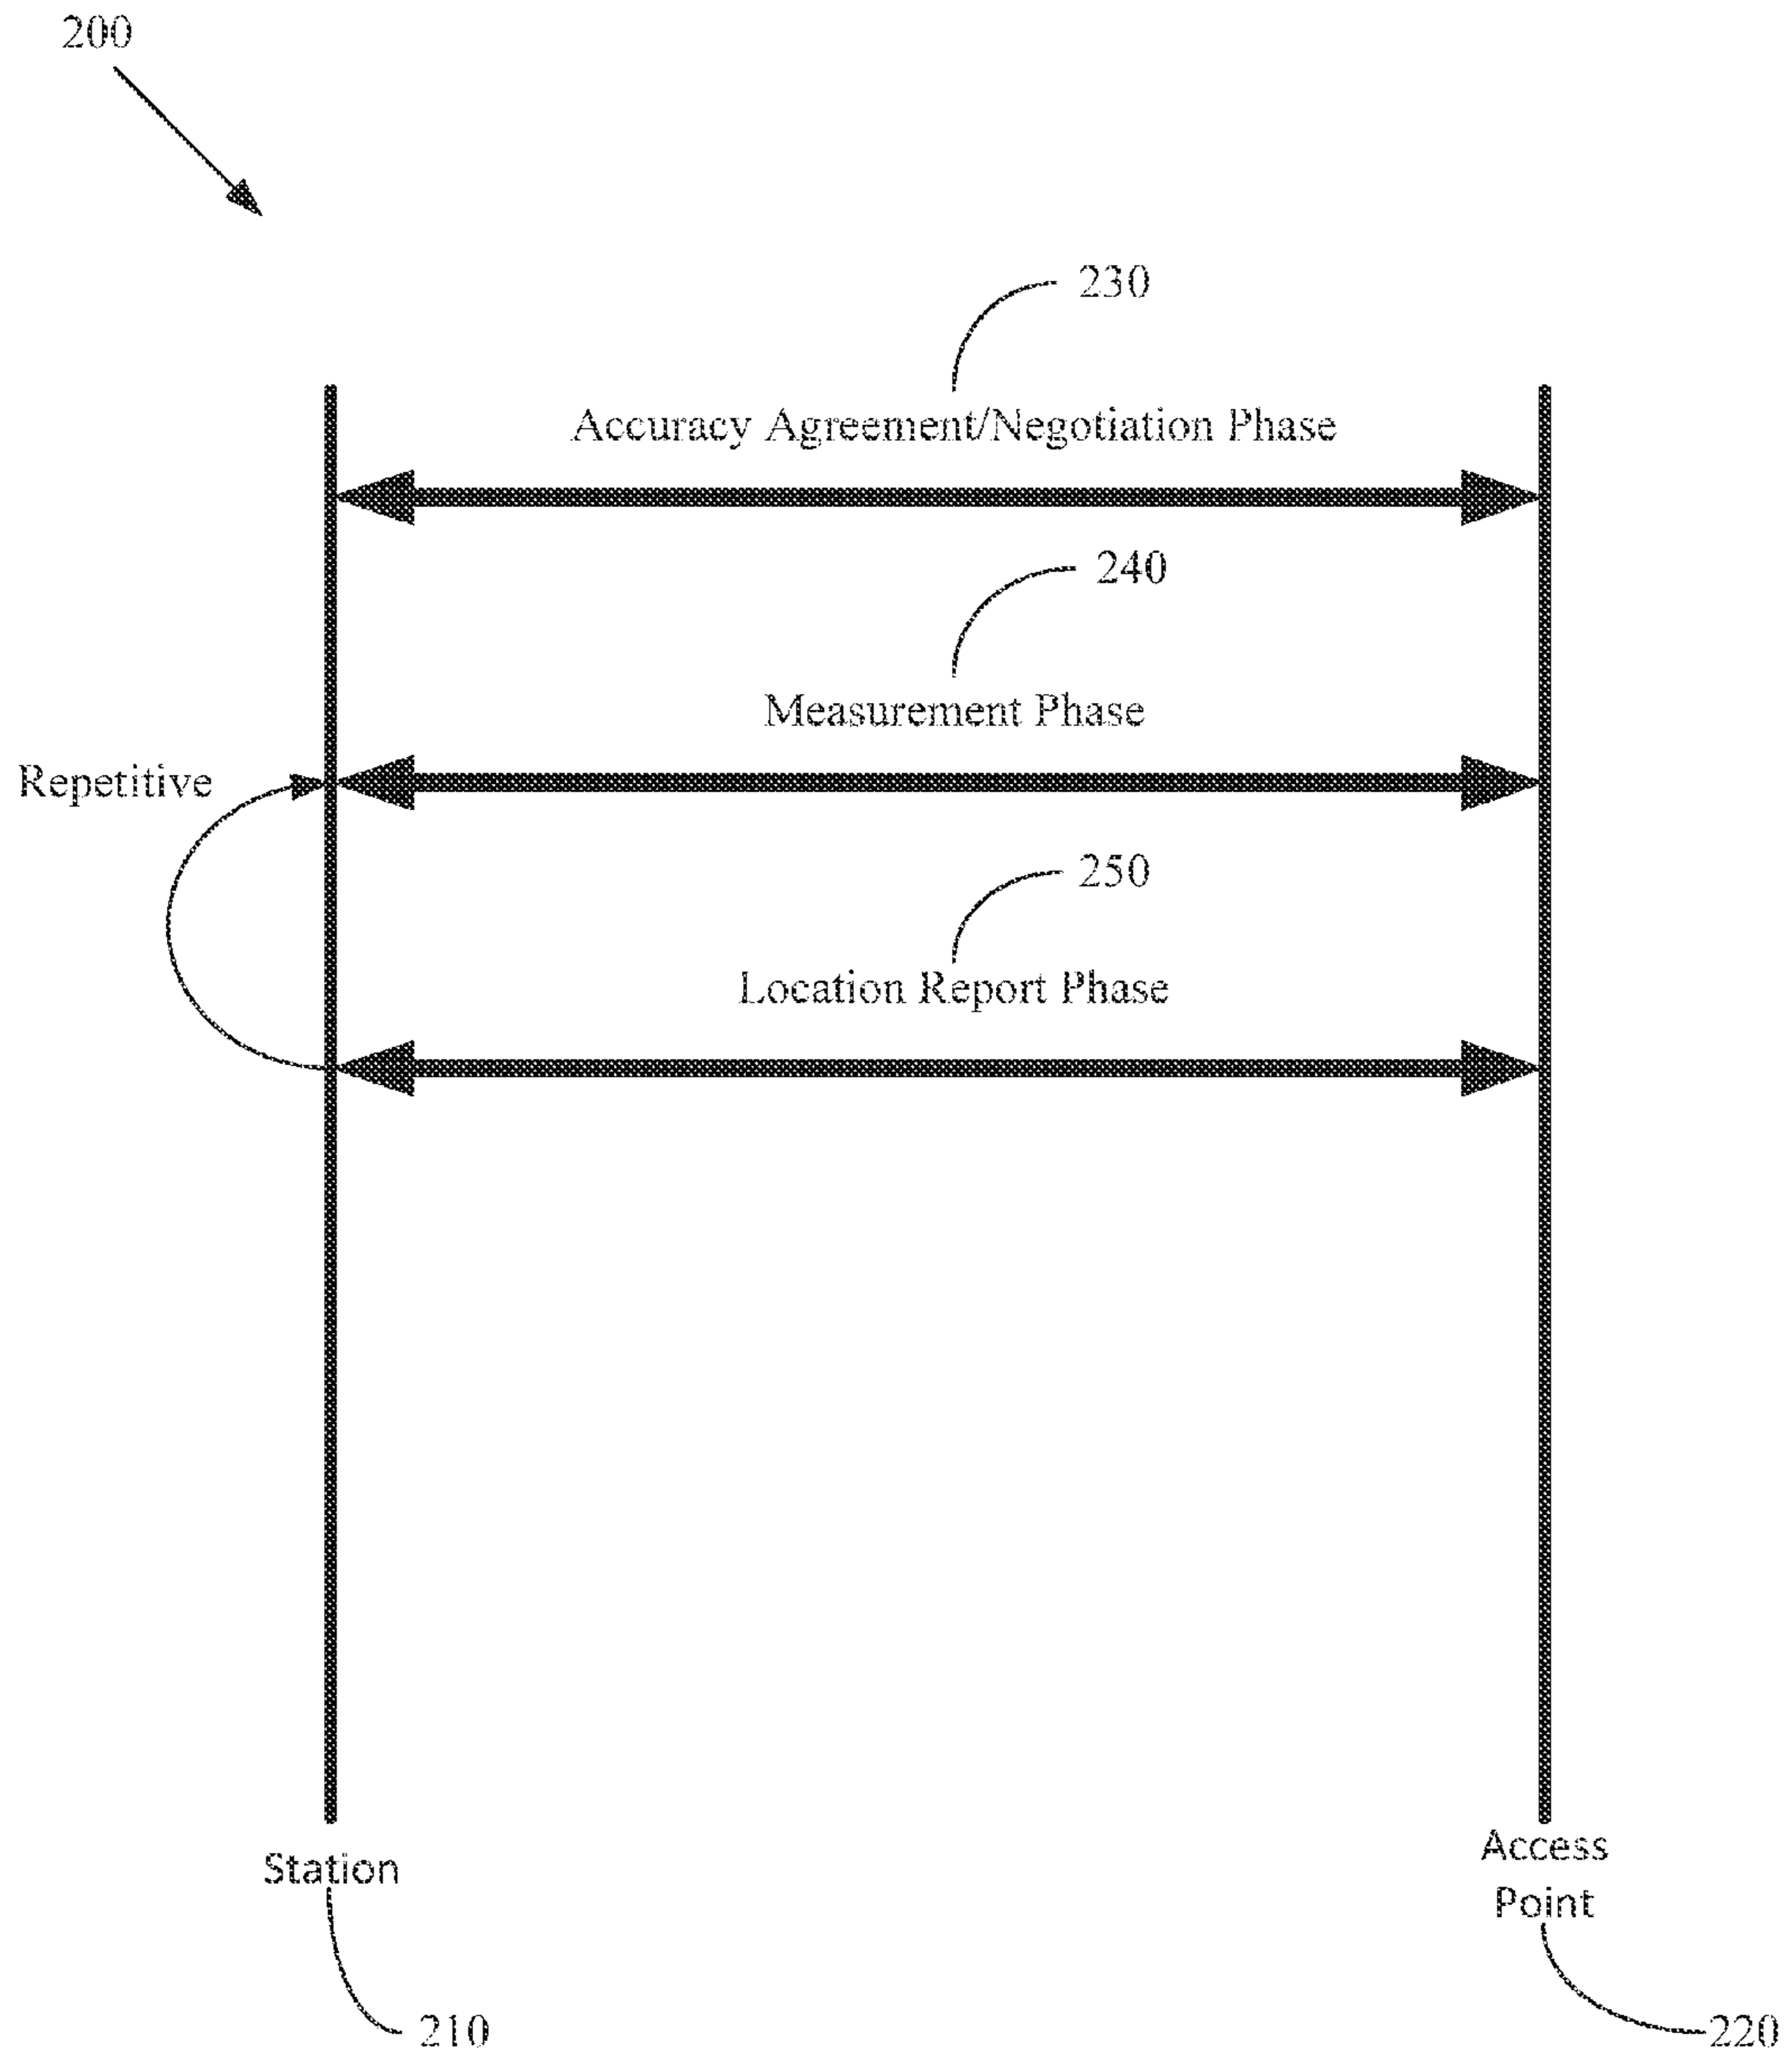 200
230
Accuracy Agreement/Negotiation Phase
240
Measurement Phase
Repetitive
250
Location Report Phase
Station
Access
Point
210
220